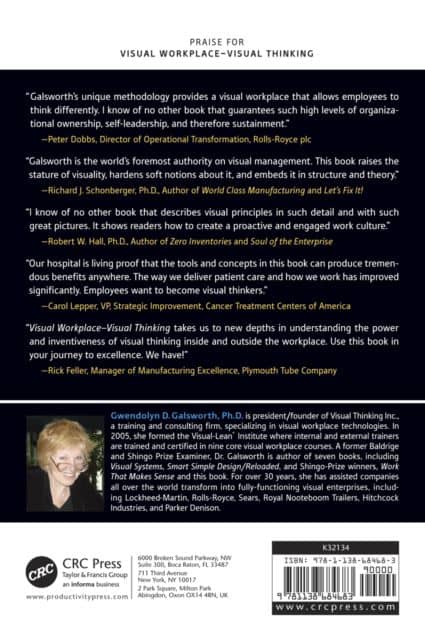 PRAISE FOR
VISUAL WORKPLACE–VISUAL THINKING
"Galsworth's unique methodology provides a visual workplace that allows employees to
think differently. I know of no other book that guarantees such high levels of organiza-
tional ownership, self-leadership, and therefore sustainment."
—Peter Dobbs, Director of Operational Transformation, Rolls-Royce plc
"Galsworth is the world's foremost authority on visual management. This book raises the
stature of visuality, hardens soft notions about it, and embeds it in structure and theory."
—Richard J. Schonberger, Ph.D., Author of World Class Manufacturing and Let's Fix It!
"I know of no other book that describes visual principles in such detail and with such
great pictures. It shows readers how to create a proactive and engaged work culture."
—Robert W. Hall, Ph.D., Author of Zero Inventories and Soul of the Enterprise
"Our hospital is living proof that the tools and concepts in this book can produce tremen-
dous benefits anywhere. The way we deliver patient care and how we work has improved
significantly. Employees want to become visual thinkers."
—Carol Lepper, VP, Strategic Improvement, Cancer Treatment Centers of America
"Visual Workplace–Visual Thinking takes us to new depths in understanding the power
and inventiveness of visual thinking inside and outside the workplace. Use this book in
your journey to excellence. We have!"
—Rick Feller, Manager of Manufacturing Excellence, Plymouth Tube Company
Gwendolyn D. Galsworth, Ph.D. is president/founder of Visual Thinking Inc.,
a training and consulting firm, specializing in visual workplace technologies. In
2005, she formed the Visual-Lean® Institute where internal and external trainers
are trained and certified in nine core visual workplace courses. A former Baldrige
and Shingo Prize Examiner, Dr. Galsworth is author of seven books, including
Visual Systems, Smart Simple Design/Reloaded, and Shingo-Prize winners, Work
That Makes Sense and this book. For over 30 years, she has assisted companies
all over the world transform into fully-functioning visual enterprises, includ-
ing Lockheed-Martin, Rolls-Royce, Sears, Royal Nooteboom Trailers, Hitchcock
Industries, and Parker Denison.
CRC
CRC Press
Taylor & Francis Group
an informa business
www.productivitypress.com
6000 Broken Sound Parkway, NW
Suite 300, Boca Raton, FL 33487
711 Third Avenue
New York, NY 10017
2 Park Square, Milton Park
Abingdon, Oxon OX14 4RN, UK
K32134
ISBN: 978-1-138-68468-3
90000
9 781138 684683
www.crcpress.com